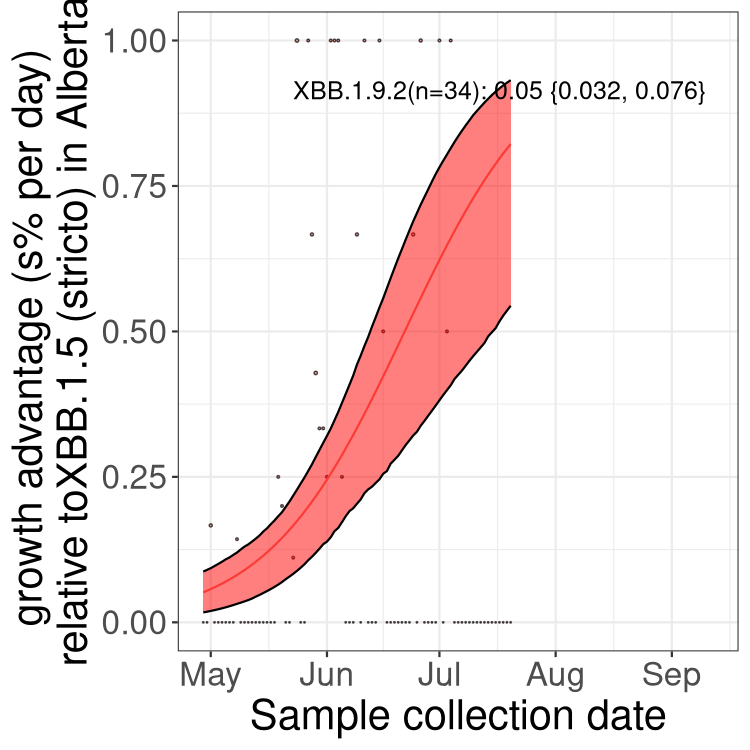 growth advantage (s% per day)
relative toXBB.1.5 (stricto) in Alberta
1.00
0.75
0.50
0.25
0.00
XBB.1.9.2(n=34): 0.05 {0.032, 0.076}
May Jun Jul Aug Sep
Sample collection date